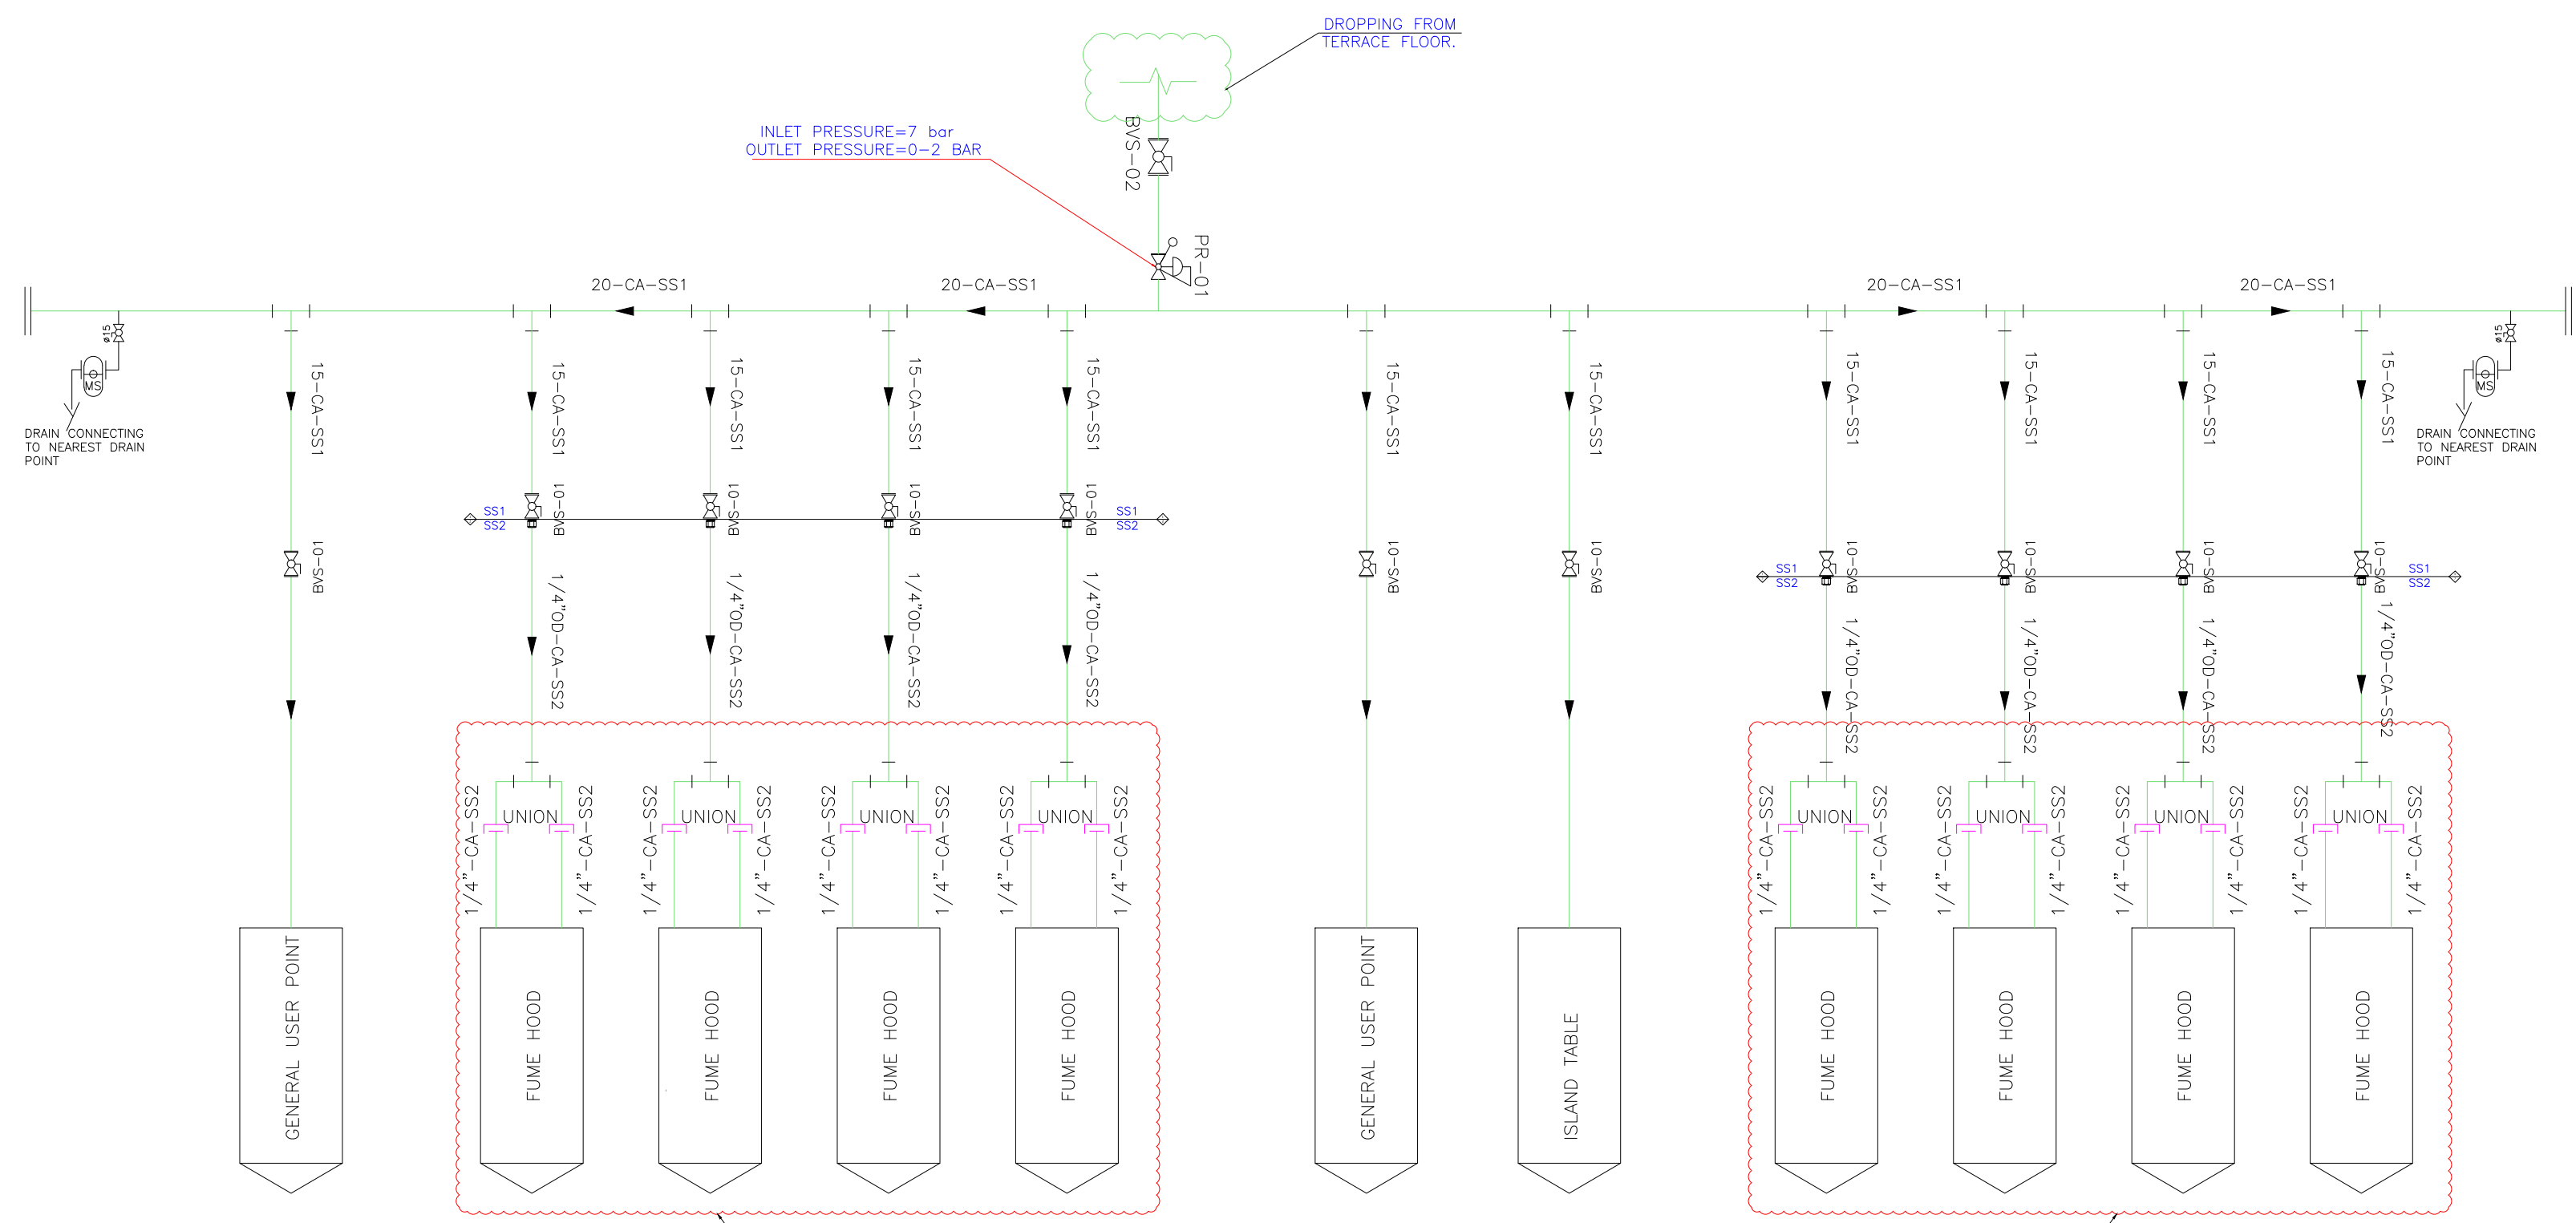 DROPPING FROM
TERRACE FLOOR.
INLET PRESSURE=7 bar
OUTLET PRESSURE=0-2 BAR
BVS-02
PR-01
20-CA-SS1
20-CA-SS1
20-CA-SS1
20-CA-SS1
ø15
MS
DRAIN CONNECTING
TO NEAREST DRAIN
POINT
ø15
MS
DRAIN CONNECTING
TO NEAREST DRAIN
POINT
15-CA-SS1
15-CA-SS1
15-CA-SS1
15-CA-SS1
15-CA-SS1
15-CA-SS1
15-CA-SS1
15-CA-SS1
15-CA-SS1
15-CA-SS1
15-CA-SS1
SS1
SS2
SS1
SS2
SS1
SS2
SS1
SS2
BVS-01
BVS-01
BVS-01
BVS-01
BVS-01
BVS-01
BVS-01
BVS-01
BVS-01
BVS-01
BVS-01
1/4"OD-CA-SS2
1/4"OD-CA-SS2
1/4"OD-CA-SS2
1/4"OD-CA-SS2
1/4"OD-CA-SS2
1/4"OD-CA-SS2
1/4"OD-CA-SS2
1/4"OD-CA-SS2
1/4"-CA-SS2
UNION
1/4"-CA-SS2
1/4"-CA-SS2
UNION
1/4"-CA-SS2
1/4"-CA-SS2
UNION
1/4"-CA-SS2
1/4"-CA-SS2
UNION
1/4"-CA-SS2
1/4"-CA-SS2
UNION
1/4"-CA-SS2
1/4"-CA-SS2
UNION
1/4"-CA-SS2
1/4"-CA-SS2
UNION
1/4"-CA-SS2
1/4"-CA-SS2
UNION
1/4"-CA-SS2
GENERAL USER POINT
FUME HOOD
FUME HOOD
FUME HOOD
FUME HOOD
GENERAL USER POINT
ISLAND TABLE
FUME HOOD
FUME HOOD
FUME HOOD
FUME HOOD